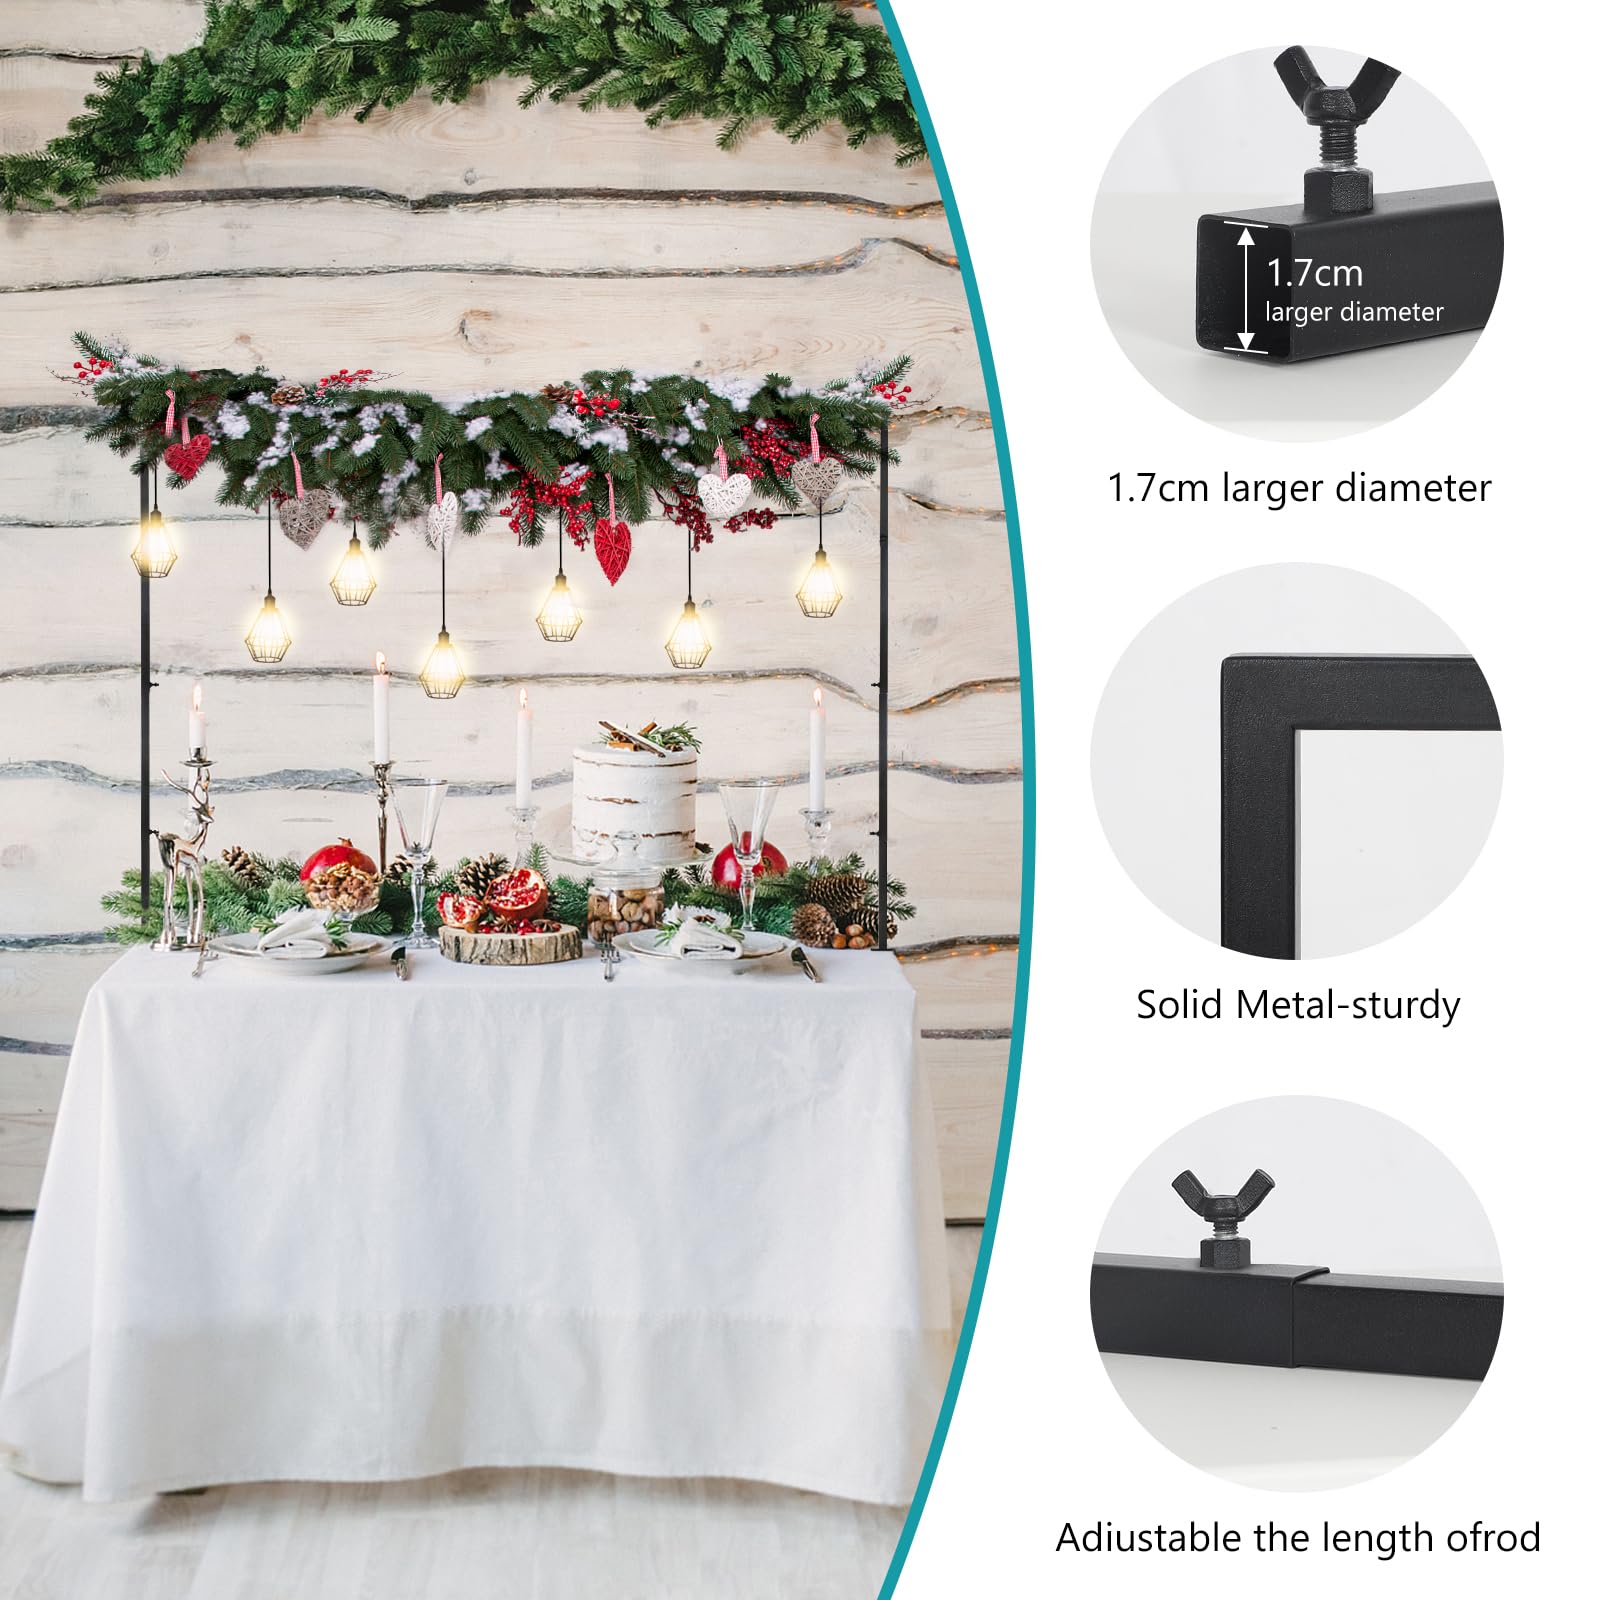 1.7cm
larger diameter
1.7cm larger diameter
Solid Metal-sturdy
Adiustable the length ofrod